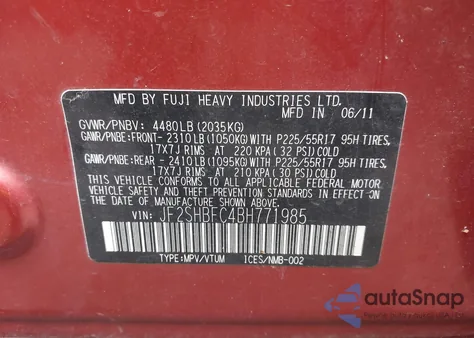 MFD BY FUJI HEAVY INDUSTRIES LTD.
MFD IN 06/11
GVWR/PNBV: 4480LB (2035KG)
GAWR/PNBE: FRONT- 2310LB (1050KG) WITH P225/55R17 95H TIRES,
17X7J RIMS AT 220 KPA (32 PSI) COLD
GAWR/PNBE: REAR - 2410LB (1095KG) WITH P225/55R17 95H TIRES,
17X7J RIMS AT 210 KPA (30 PSI) COLD
THIS VEHICLE CONFORMS TO ALL APPLICABLE FEDERAL MOTOR
VEHICLE SAFETY, BUMPER, AND THEFT PREVENTION STANDARDS
IN EFFECT ON THE DATE OF MANUFACTURE SHOWN ABOVE.
VIN: JF2SHBFC4BH771985
TYPE:MPV/VTUM ICES/NMB-002
autoSnap